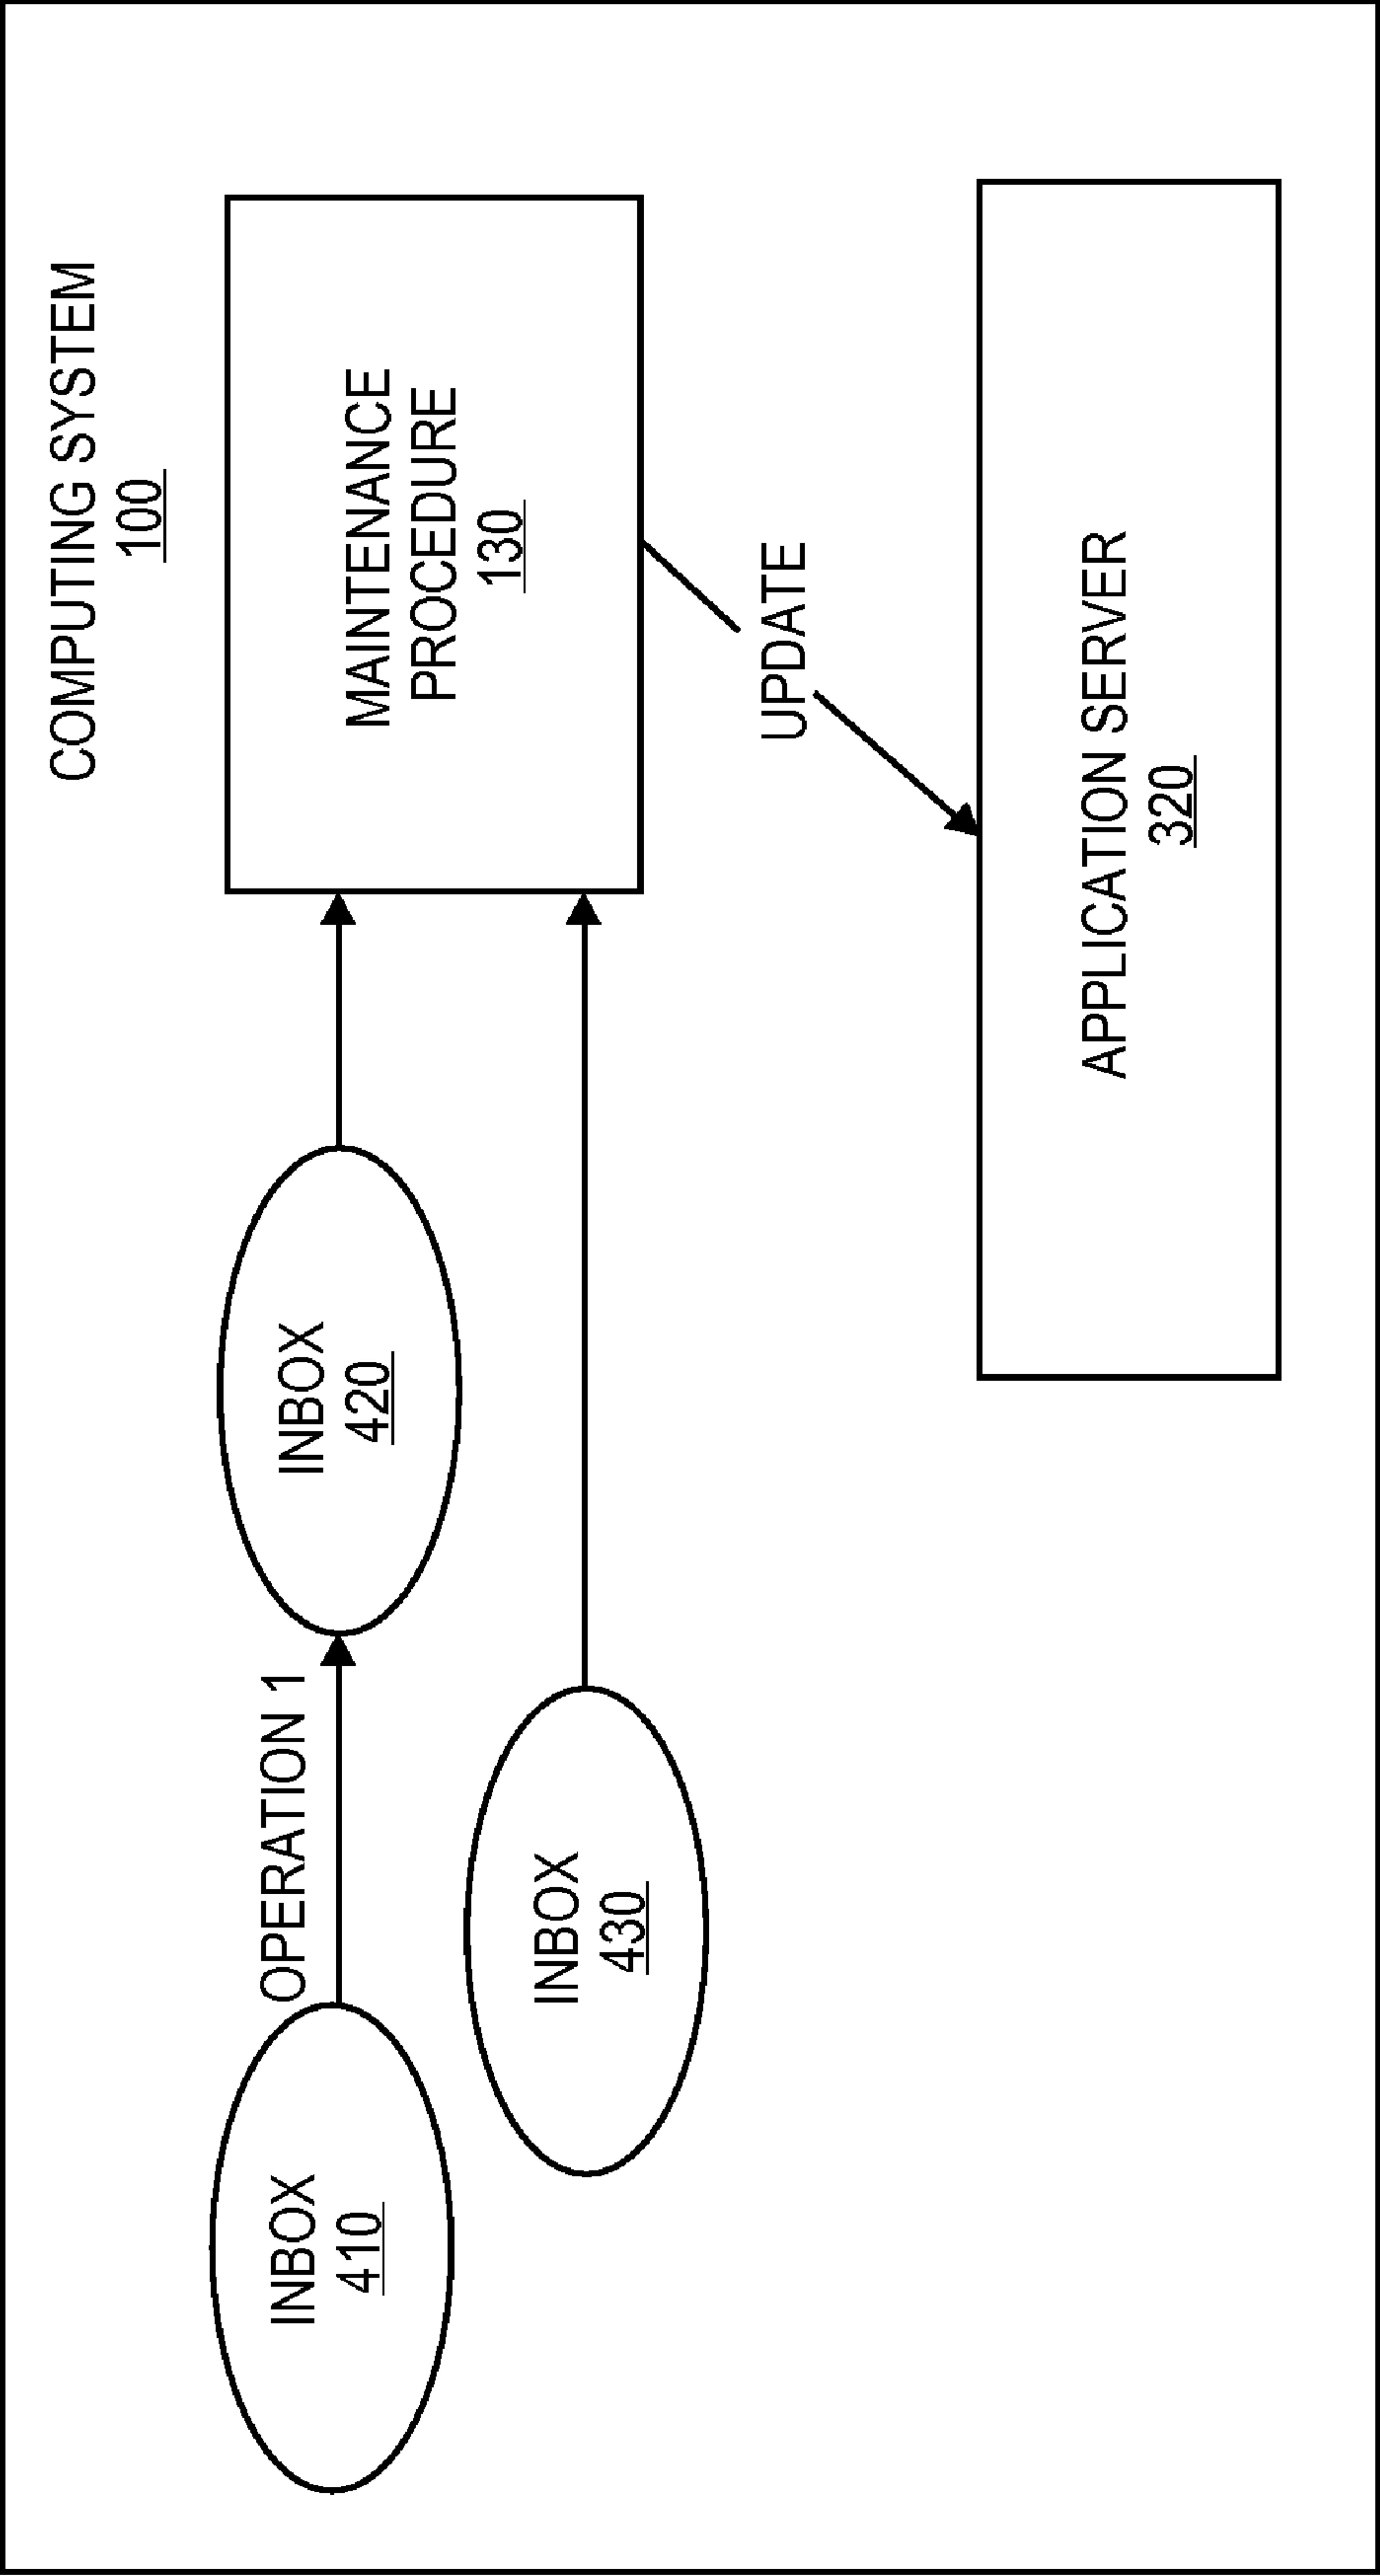 COMPUTING SYSTEM
100
INBOX
410
OPERATION 1
INBOX
420
MAINTENANCE
PROCEDURE
130
INBOX
430
UPDATE
APPLICATION SERVER
320